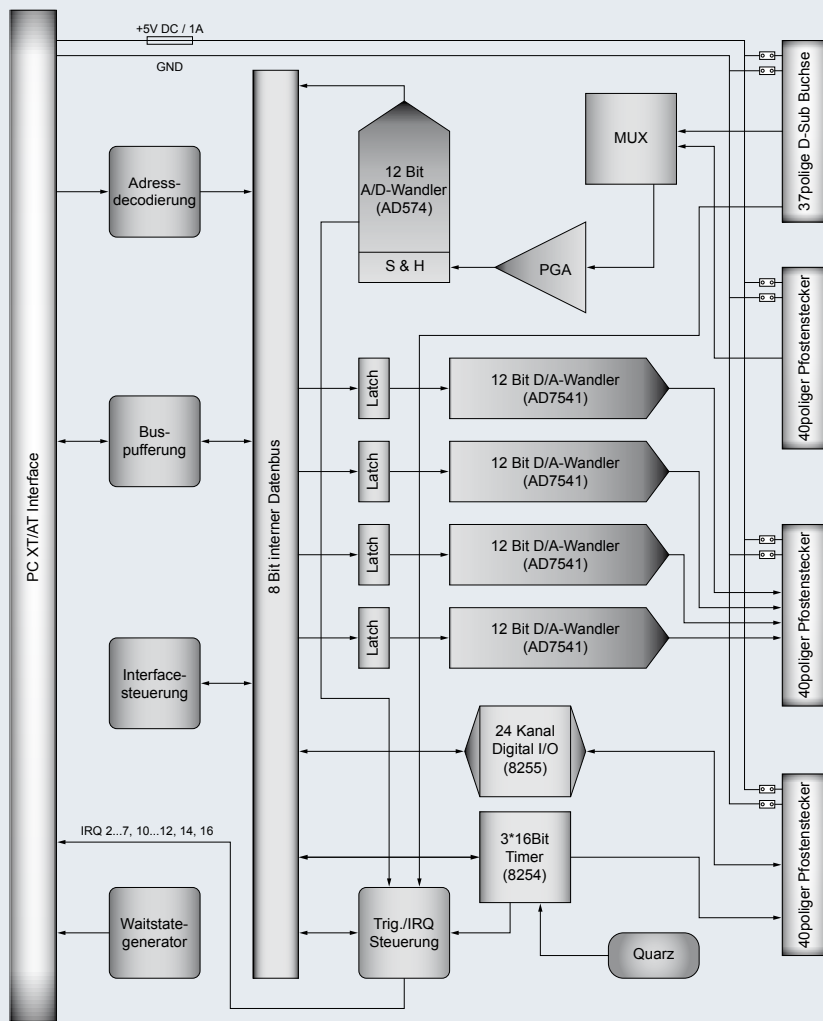 +5V DC / 1A
GND
PC XT/AT Interface
Adress-
decodierung
Bus-
pufferung
Interface-
steuerung
IRQ 2...7, 10...12, 14, 16
Waitstate-
generator
8 Bit interner Datenbus
12 Bit
A/D-Wandler
(AD574)
S & H
PGA
MUX
Latch
12 Bit D/A-Wandler
(AD7541)
Latch
12 Bit D/A-Wandler
(AD7541)
Latch
12 Bit D/A-Wandler
(AD7541)
Latch
12 Bit D/A-Wandler
(AD7541)
24 Kanal
Digital I/O
(8255)
3*16Bit
Timer
(8254)
Trig./IRQ
Steuerung
Quarz
37polige D-Sub Buchse
40poliger Pfostenstecker
40poliger Pfostenstecker
40poliger Pfostenstecker